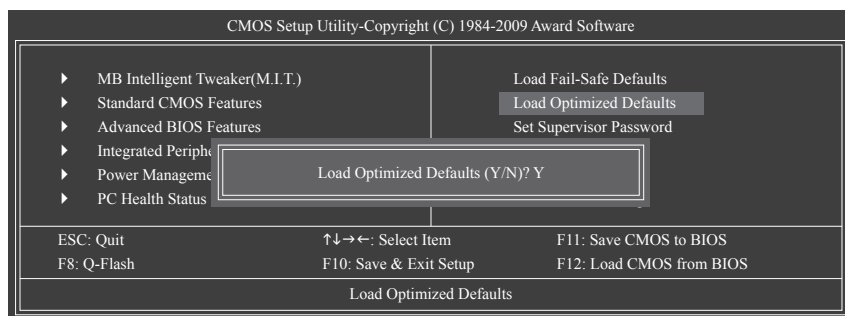 CMOS Setup Utility-Copyright (C) 1984-2009 Award Software
MB Intelligent Tweaker(M.I.T.)
Standard CMOS Features
Advanced BIOS Features
Integrated Periphe
Power Manageme
PC Health Status
Load Fail-Safe Defaults
Load Optimized Defaults
Set Supervisor Password
Load Optimized Defaults (Y/N)? Y
ESC: Quit ↑↓→←: Select Item F11: Save CMOS to BIOS
F8: Q-Flash F10: Save & Exit Setup F12: Load CMOS from BIOS
Load Optimized Defaults